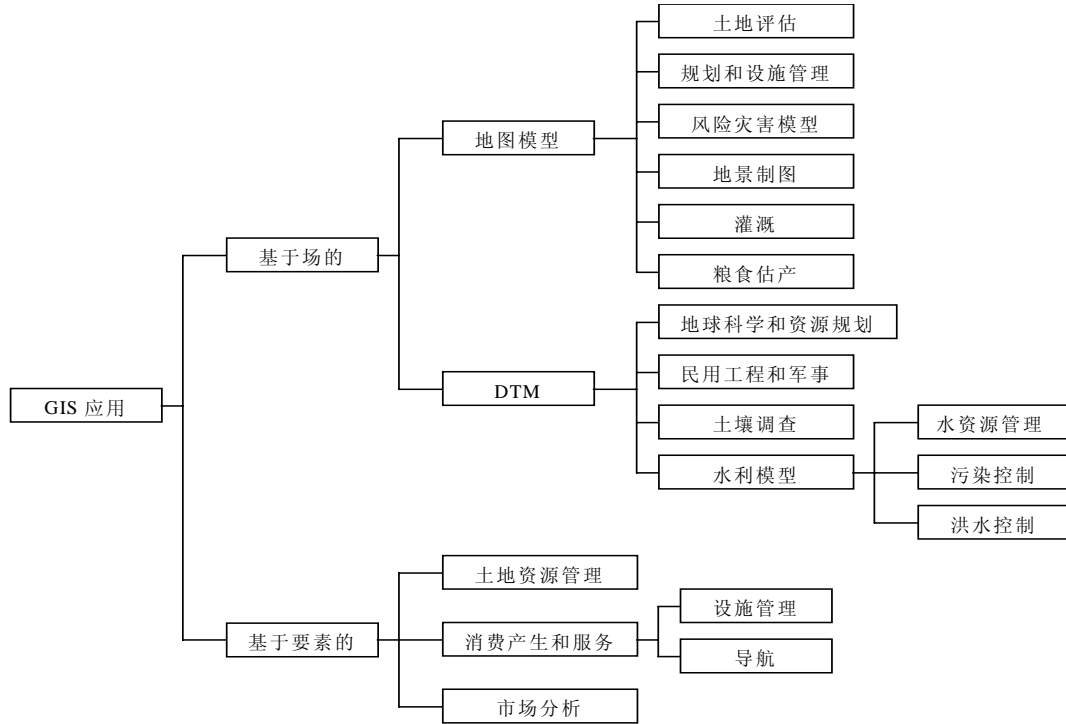 土地评估
规划和设施管理
风险灾害模型
地图模型
地景制图
灌溉
基于场的
粮食估产
地球科学和资源规划
DTM
民用工程和军事
GIS 应用
土壤调查
水资源管理
水利模型
污染控制
洪水控制
土地资源管理
设施管理
基于要素的
消费产生和服务
导航
市场分析